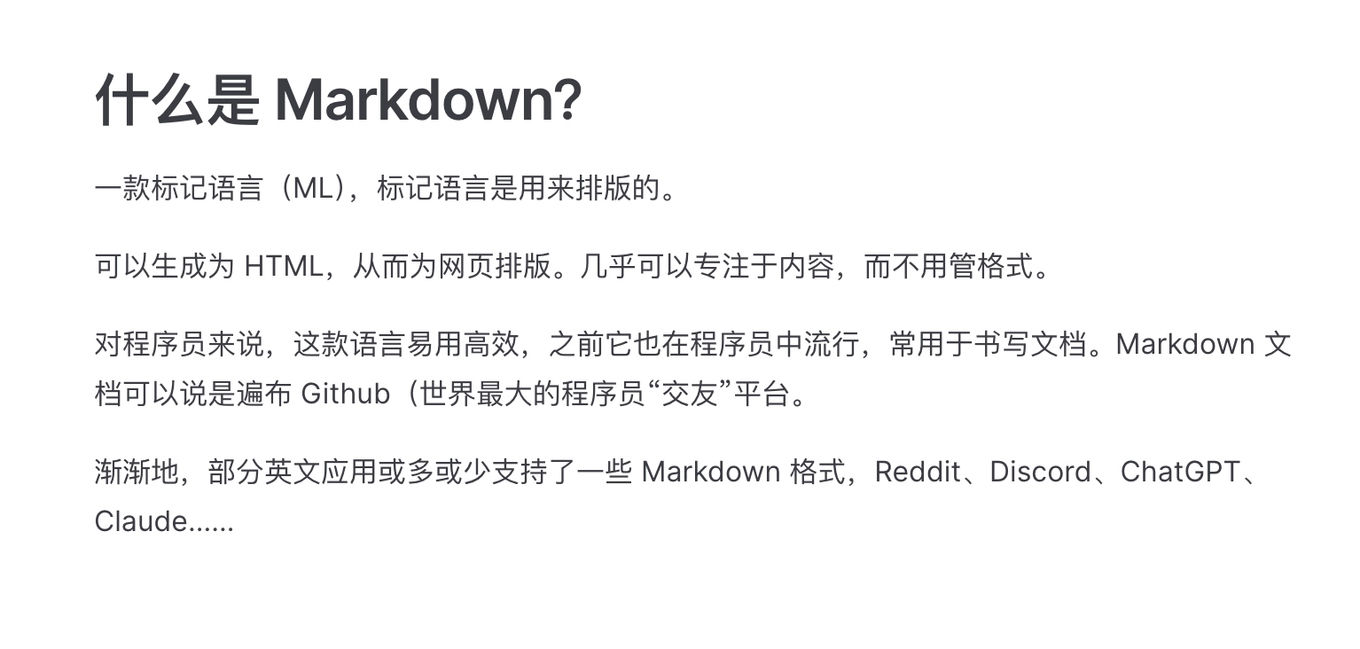 什么是 Markdown?
一款标记语言（ML），标记语言是用来排版的。
可以生成为 HTML，从而为网页排版。几乎可以专注于内容，而不用管格式。
对程序员来说，这款语言易用高效，之前它也在程序员中流行，常用于书写文档。Markdown 文
档可以说是遍布 Github（世界最大的程序员“交友”平台。
渐渐地，部分英文应用或多或少支持了一些 Markdown 格式，Reddit、Discord、ChatGPT、
Claude……